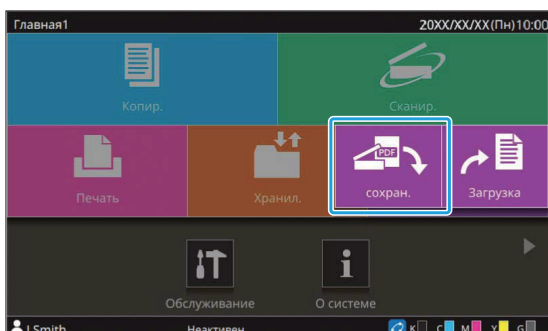 Главная1 20XX/XX/XX(Пн)10:00
Копир. Сканир.
PDF
Печать Хранил. сохран. Загрузка
Обслуживание О системе
J.Smith Неактивен K C M Y G